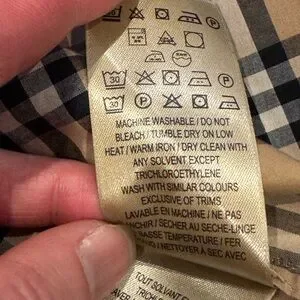 MACHINE WASHABLE / DO NOT
BLEACH / TUMBLE DRY ON LOW
HEAT / WARM IRON / DRY CLEAN WITH
ANY SOLVENT EXCEPT
TRICHLOROETHYLENE
WASH WITH SIMILAR COLOURS
EXCLUSIVE OF TRIMS
LAVABLE EN MACHINE / NE PAS
SÉCHER AU SECHE-LINGE
BASSE TEMPERATURE / FER
NETTOYER À SEC AVEC
TOUT SOLVANT